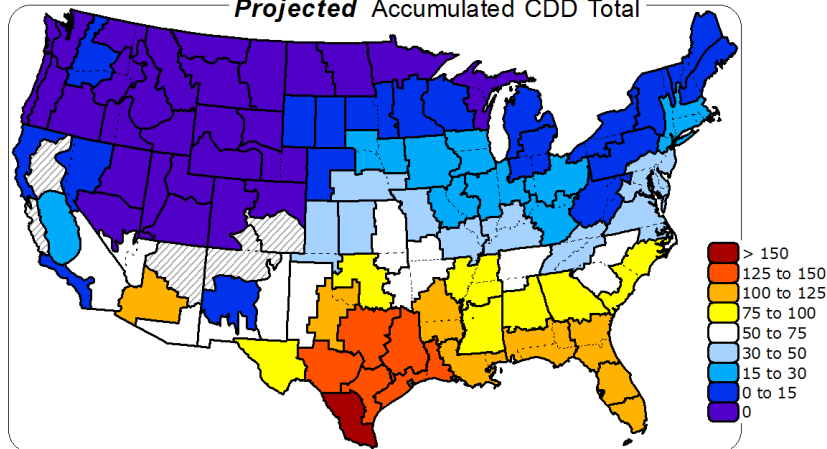 Projected Accumulated CDD Total
> 150
125 to 150
100 to 125
75 to 100
50 to 75
30 to 50
15 to 30
0 to 15
0